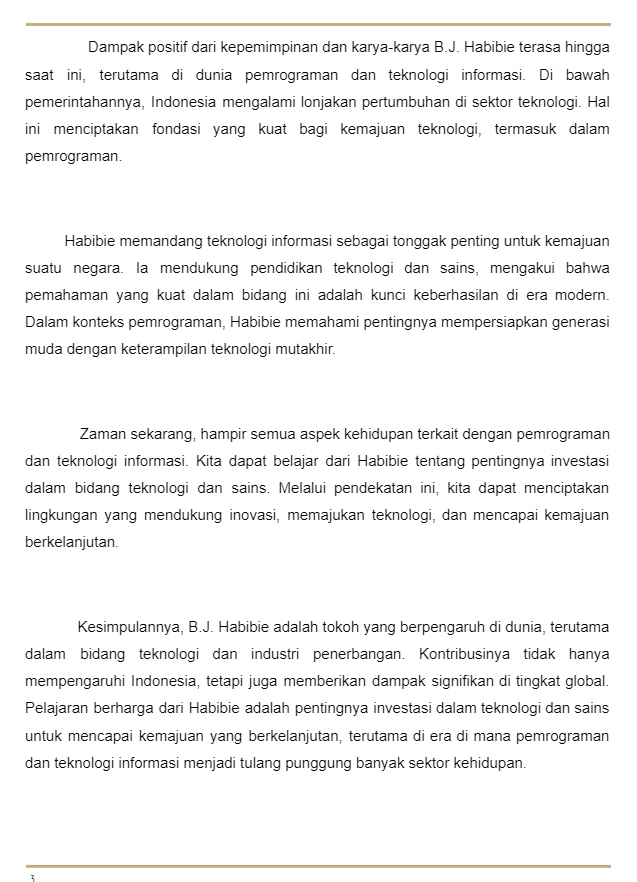 Dampak positif dari kepemimpinan dan karya-karya B.J. Habibie terasa hingga
saat ini, terutama di dunia pemrograman dan teknologi informasi. Di bawah
pemerintahannya, Indonesia mengalami lonjakan pertumbuhan di sektor teknologi. Hal
ini menciptakan fondasi yang kuat bagi kemajuan teknologi, termasuk dalam
pemrograman.
Habibie memandang teknologi informasi sebagai tonggak penting untuk kemajuan
suatu negara. Ia mendukung pendidikan teknologi dan sains, mengakui bahwa
pemahaman yang kuat dalam bidang ini adalah kunci keberhasilan di era modern.
Dalam konteks pemrograman, Habibie memahami pentingnya mempersiapkan generasi
muda dengan keterampilan teknologi mutakhir.
Zaman sekarang, hampir semua aspek kehidupan terkait dengan pemrograman
dan teknologi informasi. Kita dapat belajar dari Habibie tentang pentingnya investasi
dalam bidang teknologi dan sains. Melalui pendekatan ini, kita dapat menciptakan
lingkungan yang mendukung inovasi, memajukan teknologi, dan mencapai kemajuan
berkelanjutan.
Kesimpulannya, B.J. Habibie adalah tokoh yang berpengaruh di dunia, terutama
dalam bidang teknologi dan industri penerbangan. Kontribusinya tidak hanya
mempengaruhi Indonesia, tetapi juga memberikan dampak signifikan di tingkat global.
Pelajaran berharga dari Habibie adalah pentingnya investasi dalam teknologi dan sains
untuk mencapai kemajuan yang berkelanjutan, terutama di era di mana pemrograman
dan teknologi informasi menjadi tulang punggung banyak sektor kehidupan.
3